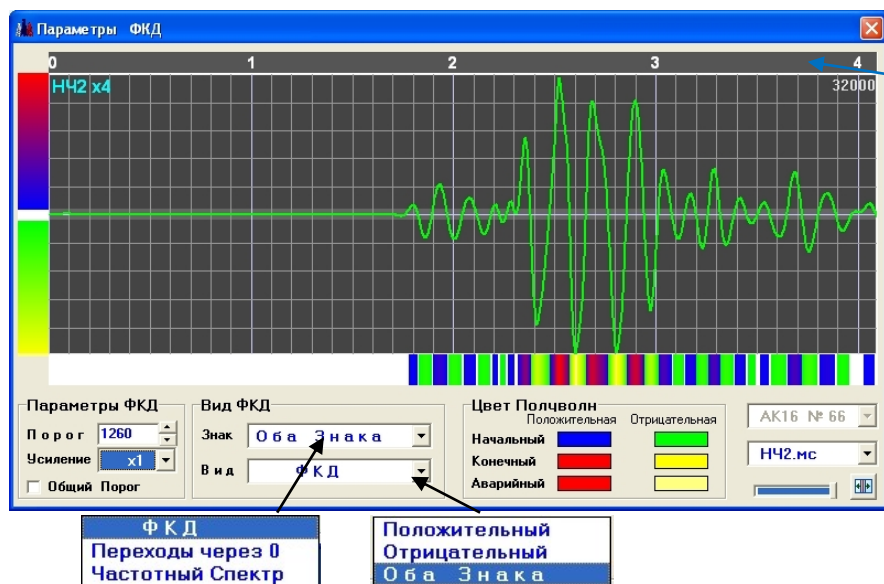 Параметры ФКД
0 1 2 3 4
НЧ2 x4 32000
Параметры ФКД
Порог 1260
Усиление x1
Общий Порог
Вид ФКД
Знак Оба Знака
Вид ФКД
Цвет Полуволн
Положительная Отрицательная
Начальный
Конечный
Аварийный
АК16 № 66
НЧ2.мс
ФКД
Переходы через 0
Частотный Спектр
Положительный
Отрицательный
Оба Знака